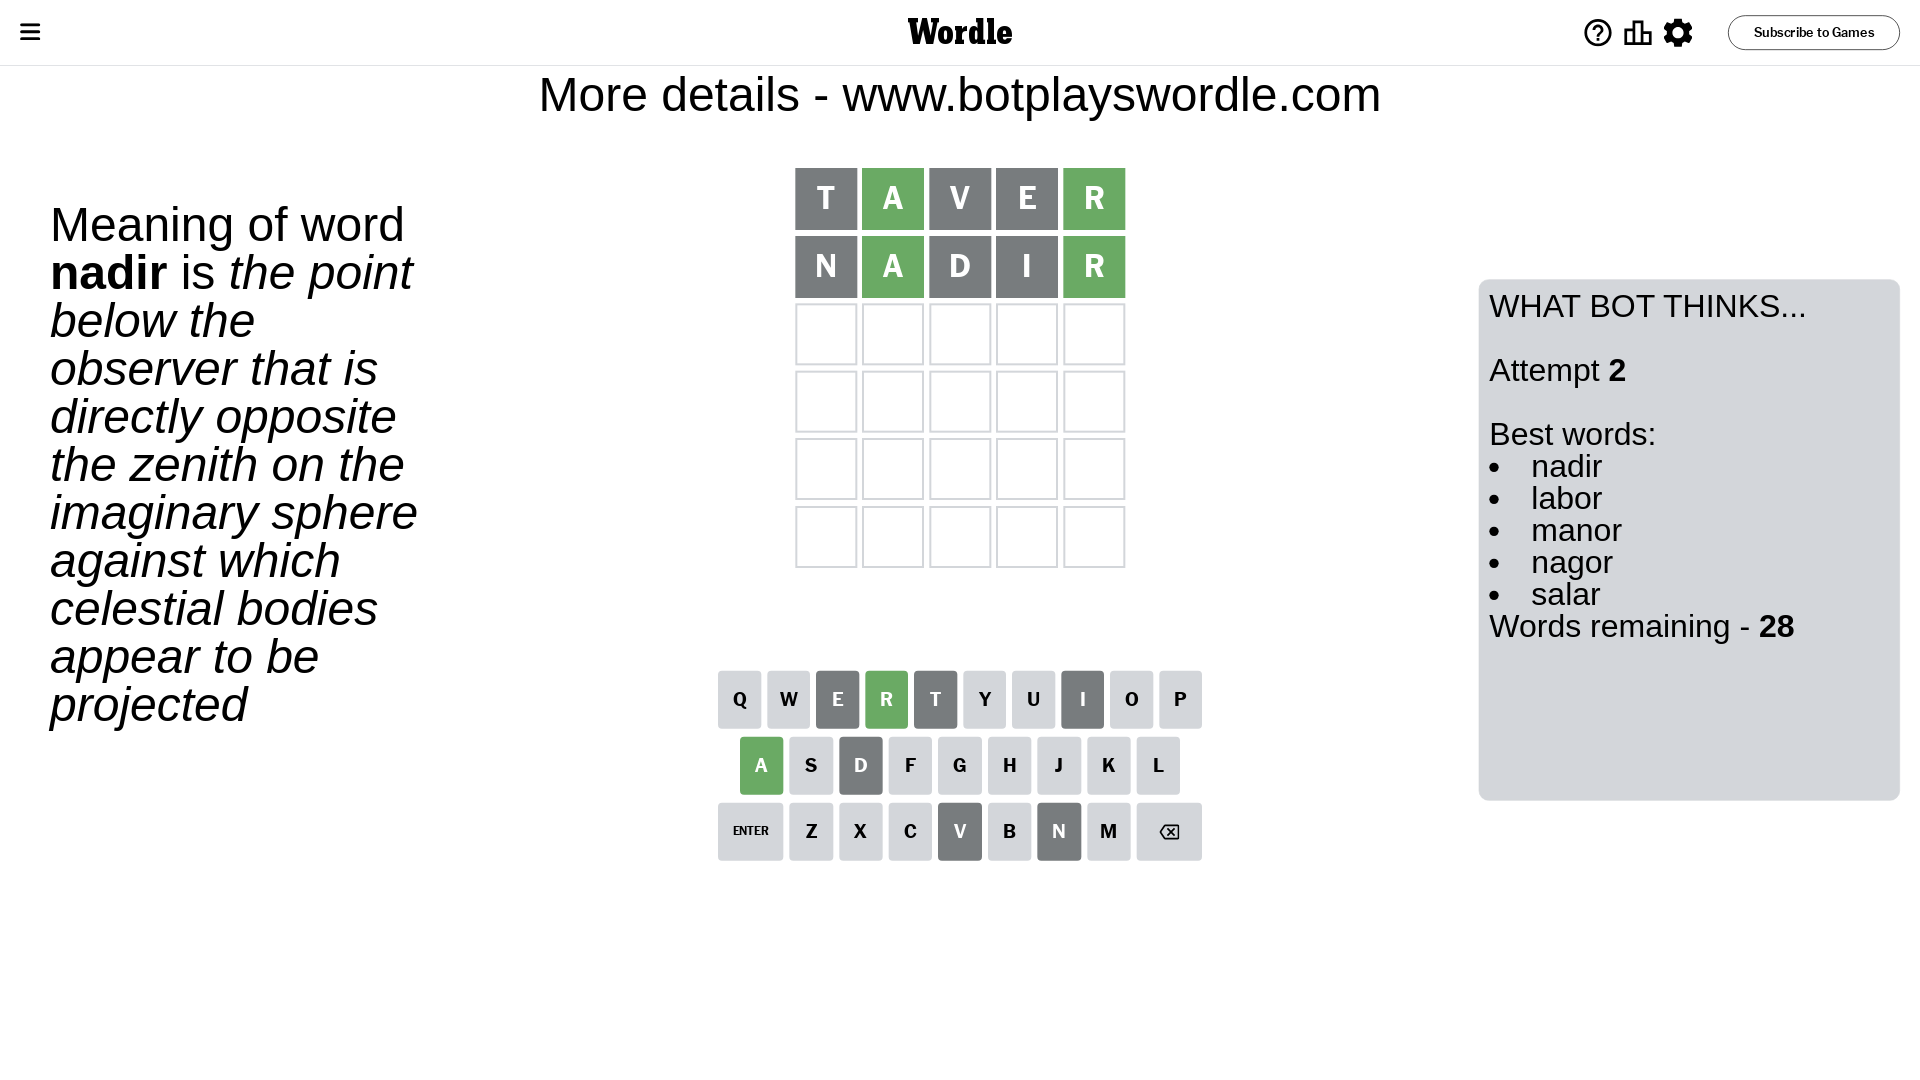 Wordle
Subscribe to Games
More details - www.botplayswordle.com
Meaning of word
nadir is the point
below the
observer that is
directly opposite
the zenith on the
imaginary sphere
against which
celestial bodies
appear to be
projected
T A V E R
N A D I R
WHAT BOT THINKS...
Attempt 2
Best words:
• nadir
• labor
• manor
• nagor
• salar
Words remaining - 28
Q W E R T Y U I O P
A S D F G H J K L
ENTER Z X C V B N M